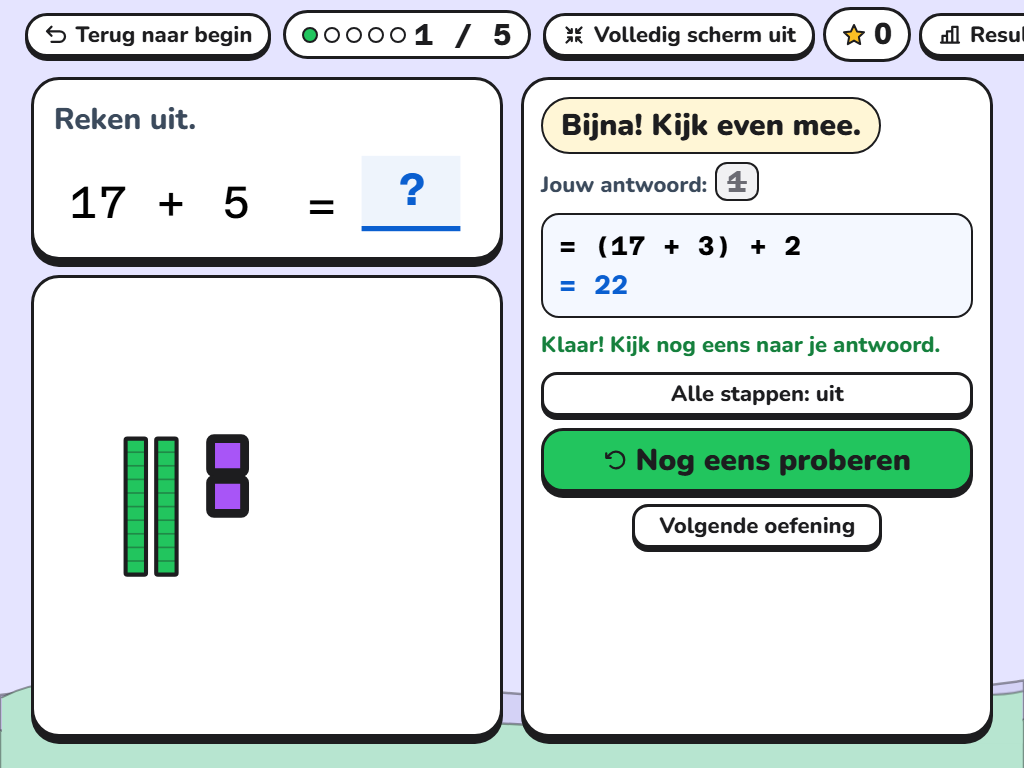 Terug naar begin
1 / 5
Volledig scherm uit
0
Resul
Reken uit.
17 + 5 = ?
Bijna! Kijk even mee.
Jouw antwoord: 1
= (17 + 3) + 2
= 22
Klaar! Kijk nog eens naar je antwoord.
Alle stappen: uit
Nog eens proberen
Volgende oefening